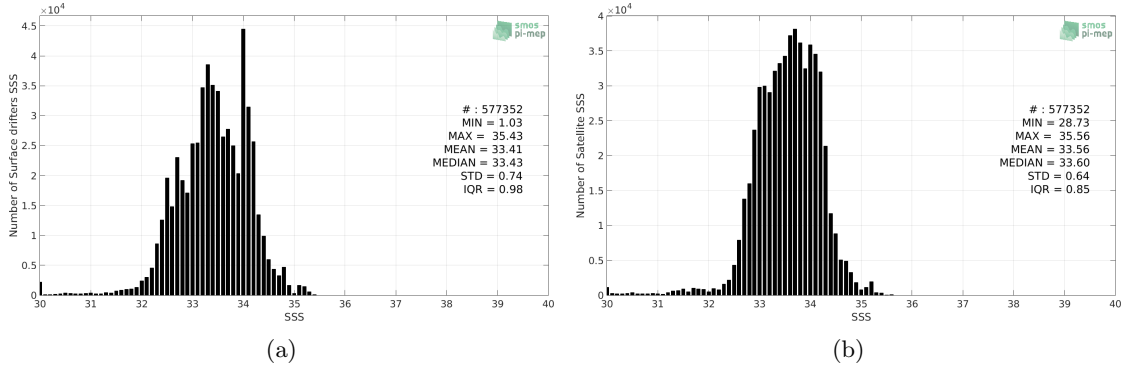 ×10⁴
4.5
4
3.5
3
2.5
2
1.5
1
0.5
0
Number of Surface drifters SSS
smos
pi-mep
# : 577352
MIN = 1.03
MAX = 35.43
MEAN = 33.41
MEDIAN = 33.43
STD = 0.74
IQR = 0.98
30 31 32 33 34 35 36 37 38 39 40
SSS
(a)
×10⁴
4
3.5
3
2.5
2
1.5
1
0.5
0
Number of Satellite SSS
smos
pi-mep
# : 577352
MIN = 28.73
MAX = 35.56
MEAN = 33.56
MEDIAN = 33.60
STD = 0.64
IQR = 0.85
30 31 32 33 34 35 36 37 38 39 40
SSS
(b)